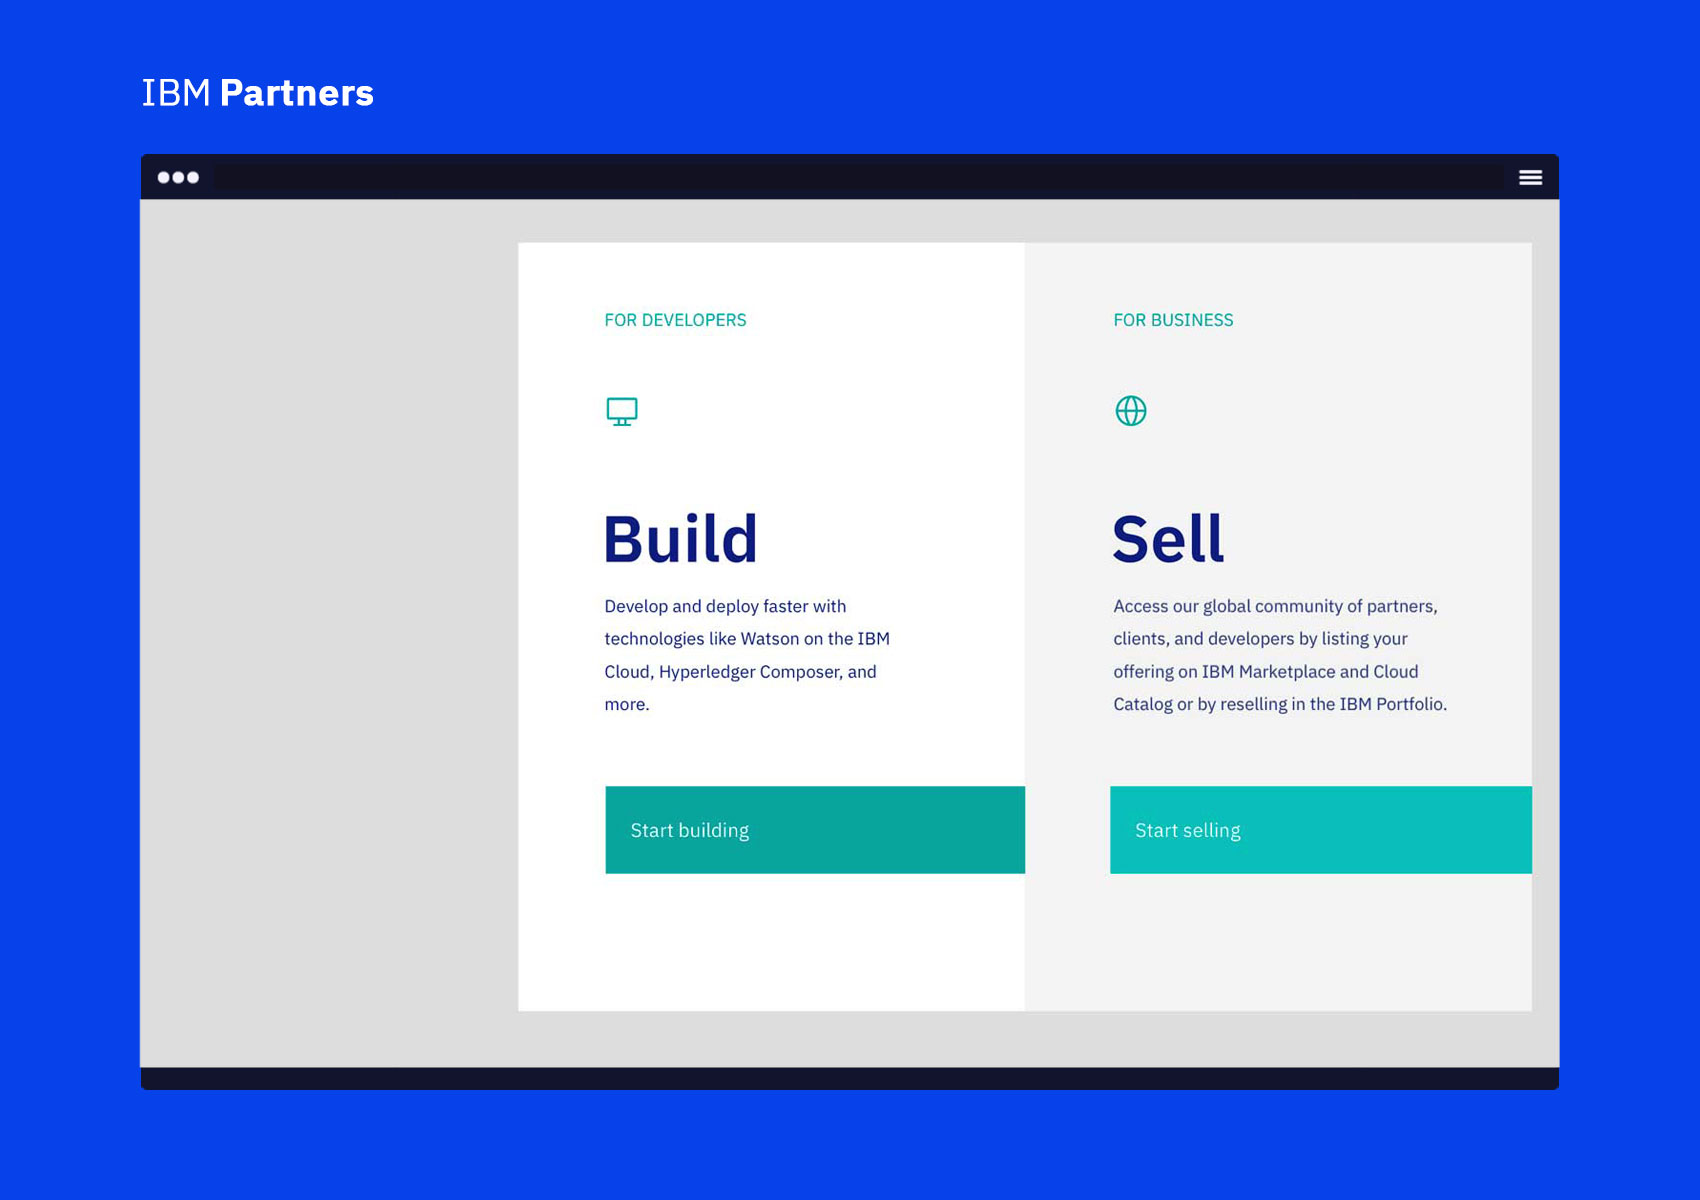 IBM Partners
FOR DEVELOPERS
Build
Develop and deploy faster with
technologies like Watson on the IBM
Cloud, Hyperledger Composer, and
more.
Start building
FOR BUSINESS
Sell
Access our global community of partners,
clients, and developers by listing your
offering on IBM Marketplace and Cloud
Catalog or by reselling in the IBM Portfolio.
Start selling